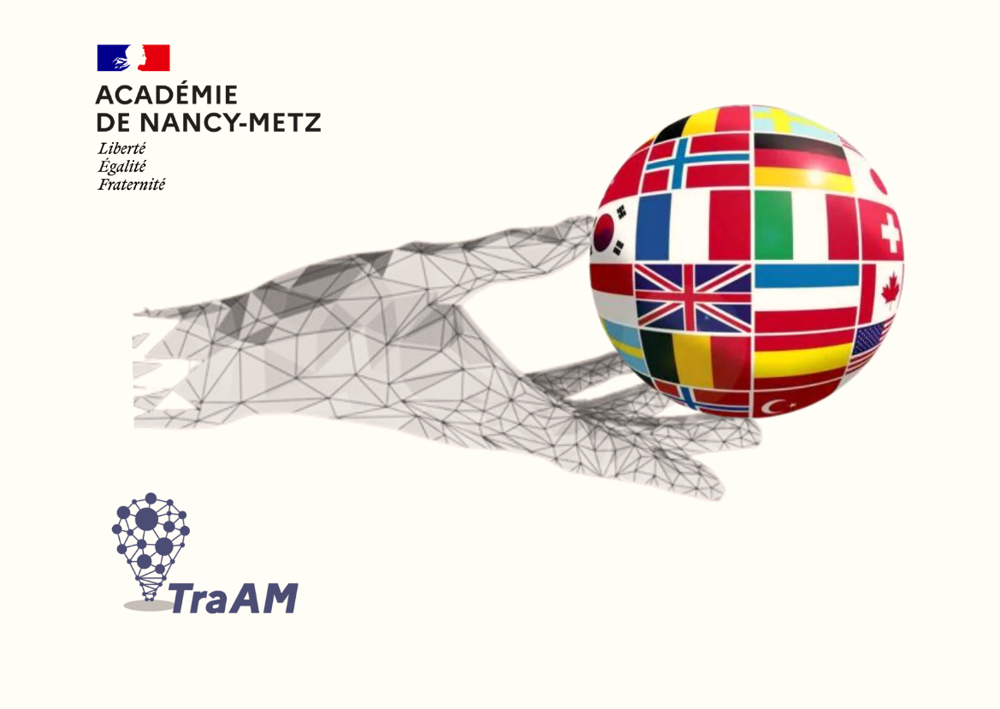 ACADÉMIE
DE NANCY-METZ
Liberté
Égalité
Fraternité
TraAM